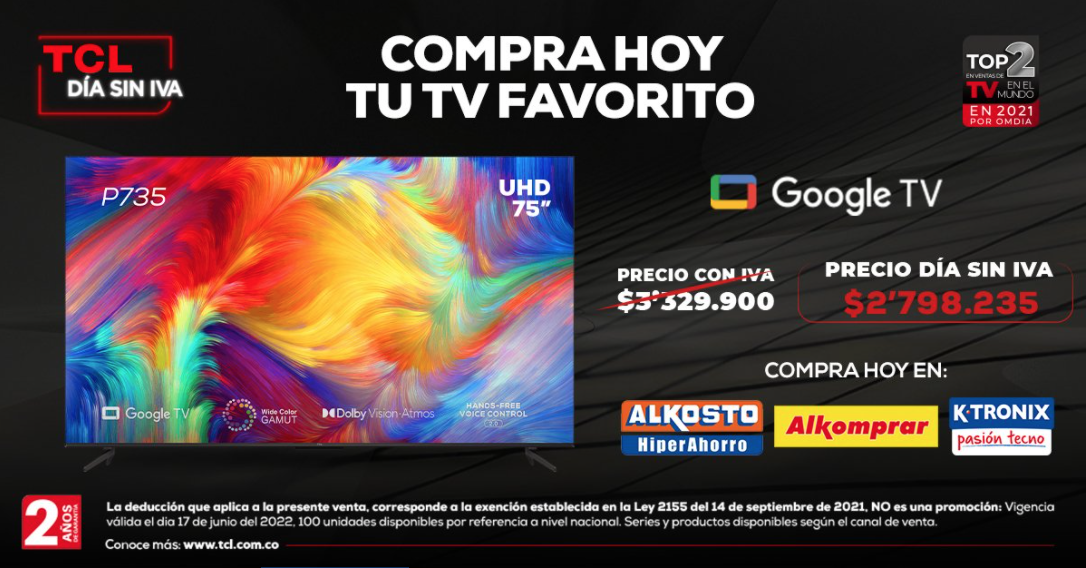 TCL
DÍA SIN IVA
COMPRA HOY
TU TV FAVORITO
TOP 2
EN VENTAS DE
TV EN EL
MUNDO
EN 2021
POR OMDIA
P735
UHD
75"
Google TV
PRECIO CON IVA
$3'329.900
PRECIO DÍA SIN IVA
$2'798.235
COMPRA HOY EN:
ALKOSTO
HiperAhorro
Alkomprar
K-TRONIX
pasión tecno
Google TV
Wide Color
GAMUT
Dolby Vision·Atmos
HANDS-FREE
VOICE CONTROL
2 AÑOS
DE GARANTÍA
La deducción que aplica a la presente venta, corresponde a la exención establecida en la Ley 2155 del 14 de septiembre de 2021, NO es una promoción: Vigencia
válida el dia 17 de junio del 2022, 100 unidades disponibles por referencia a nivel nacional. Series y productos disponibles según el canal de venta.
Conoce más: www.tcl.com.co